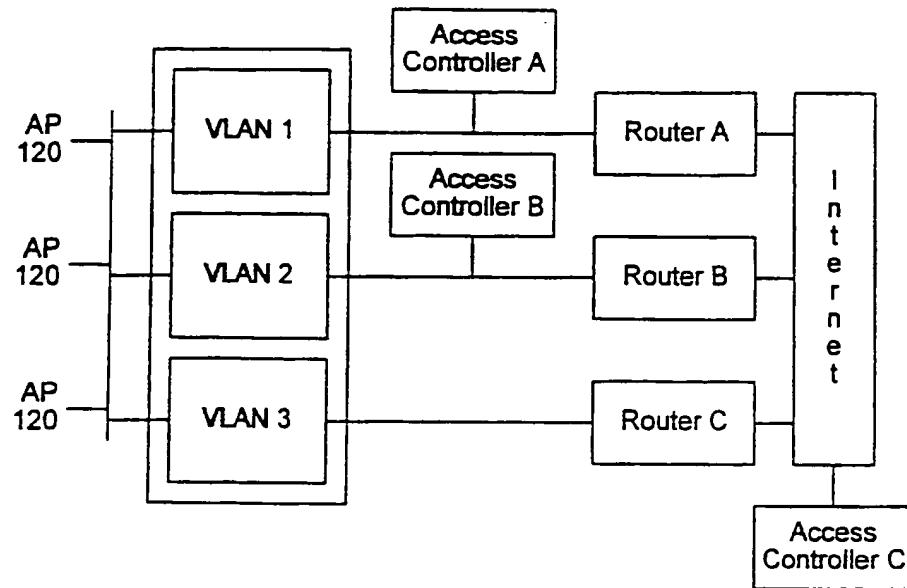 Access
Controller A
AP
120
VLAN 1
Router A
Access
Controller B
AP
120
VLAN 2
Router B
Internet
AP
120
VLAN 3
Router C
Access
Controller C